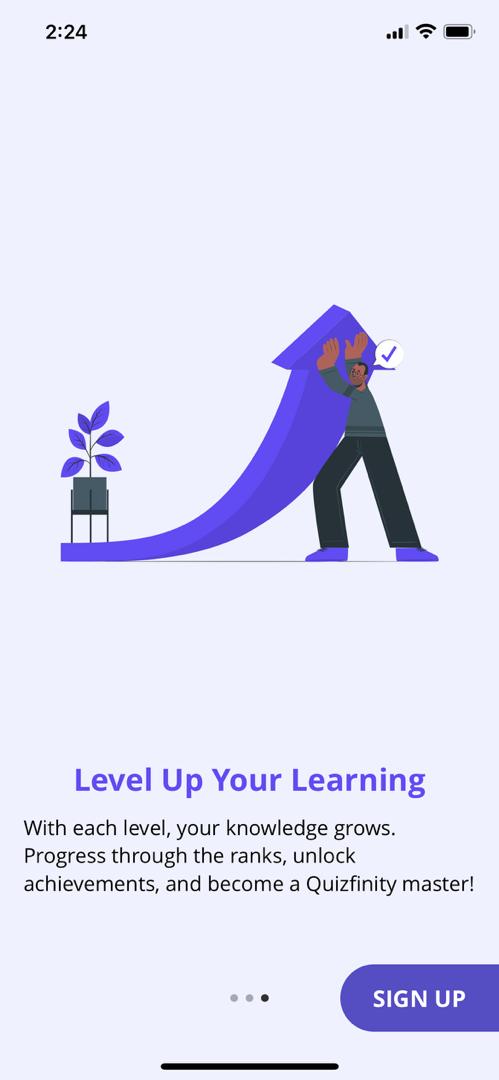 2:24
Level Up Your Learning
With each level, your knowledge grows.
Progress through the ranks, unlock
achievements, and become a Quizfinity master!
SIGN UP